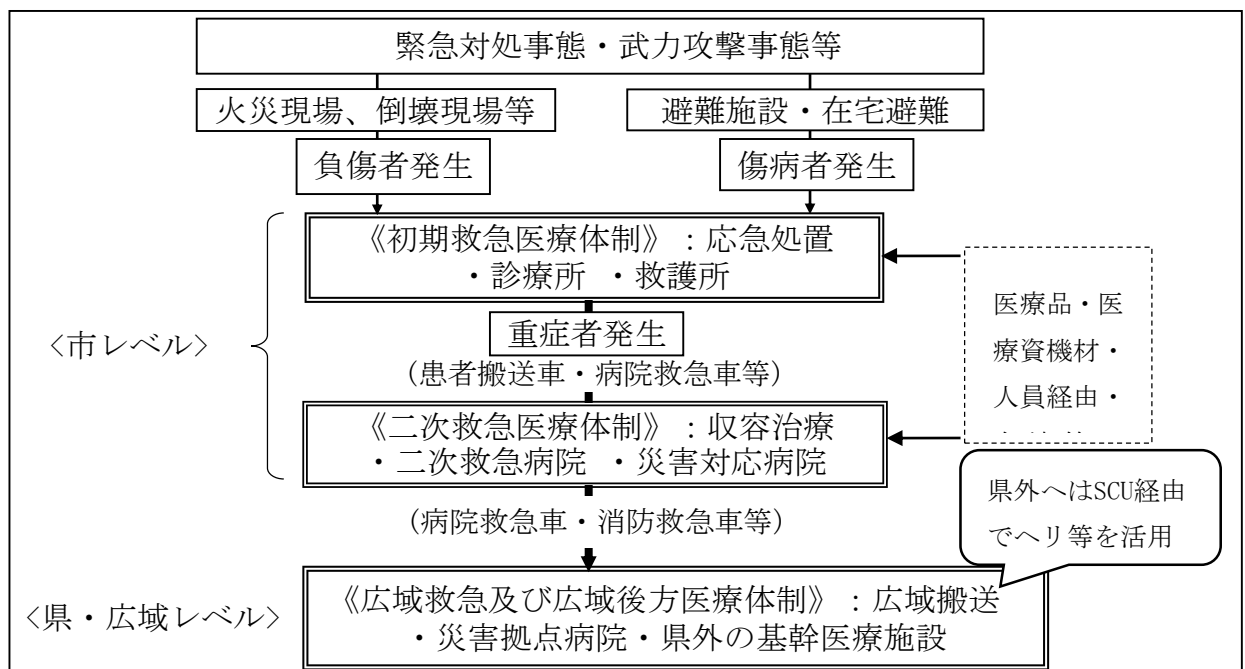 緊急対処事態・武力攻撃事態等
火災現場、倒壊現場等
避難施設・在宅避難
負傷者発生
傷病者発生
《初期救急医療体制》：応急処置
・診療所 ・救護所
<市レベル>
重症者発生
(患者搬送車・病院救急車等)
《二次救急医療体制》：収容治療
・二次救急病院 ・災害対応病院
医療品・医
療資機材・
人員経由・
(病院救急車・消防救急車等)
県外へはSCU経由
でヘリ等を活用
<県・広域レベル>
《広域救急及び広域後方医療体制》：広域搬送
・災害拠点病院・県外の基幹医療施設